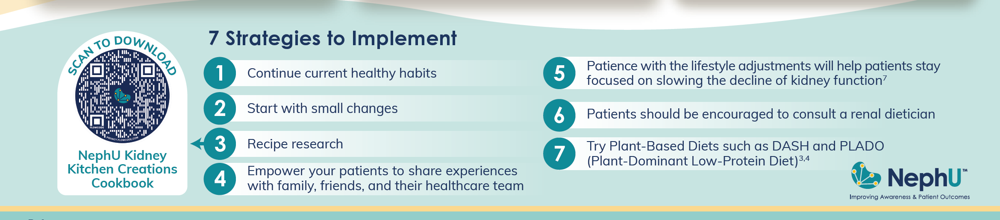 SCAN TO DOWNLOAD
FLOWCODE
PRIVACY.FLOWCODE.COM
NephU Kidney
Kitchen Creations
Cookbook
7 Strategies to Implement
1 Continue current healthy habits
2 Start with small changes
3 Recipe research
4 Empower your patients to share experiences
with family, friends, and their healthcare team
5 Patience with the lifestyle adjustments will help patients stay
focused on slowing the decline of kidney function⁷
6 Patients should be encouraged to consult a renal dietician
7 Try Plant-Based Diets such as DASH and PLADO
(Plant-Dominant Low-Protein Diet)³,⁴
NephU™
Improving Awareness & Patient Outcomes